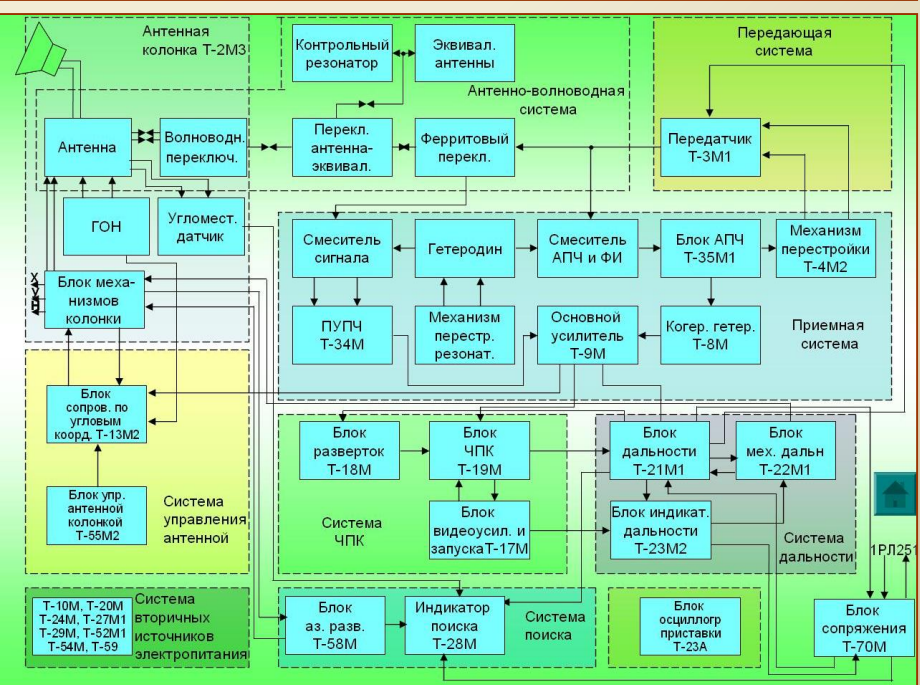 Антенная
колонка Т-2М3
Контрольный
резонатор
Эквивал.
антенны
Передающая
система
Антенно-волноводная
система
Антенна
Волноводн.
переключ.
Перекл.
антенна-
эквивал.
Ферритовый
перекл.
Передатчик
Т-3М1
ГОН
Угломест.
датчик
Смеситель
сигнала
Гетеродин
Смеситель
АПЧ и ФИ
Блок АПЧ
Т-35М1
Механизм
перестройки
Т-4М2
Х
У
Блок меха-
низмов
колонки
ПУПЧ
Т-34М
Механизм
перестр.
резонат.
Основной
усилитель
Т-9М
Когер. гетер.
Т-8М
Приемная
система
Блок
сопров. по
угловым
коорд. Т-13М2
Блок
разверток
Т-18М
Блок
ЧПК
Т-19М
Блок
дальности
Т-21М1
Блок
мех. дальн
Т-22М1
Блок упр.
антенной
колонкой
Т-55М2
Система
управления
антенной
Система
ЧПК
Блок
видеоусил. и
запускаТ-17М
Блок индикат.
дальности
Т-23М2
Система
дальности
1РЛ251
Т-10М, Т-20М
Т-24М, Т-27М1
Т-29М, Т-52М1
Т-54М, Т-59
Система
вторичных
источников
электропитания
Блок
аз. разв.
Т-58М
Индикатор
поиска
Т-28М
Система
поиска
Блок
осциллогр
приставки
Т-23А
Блок
сопряжения
Т-70М